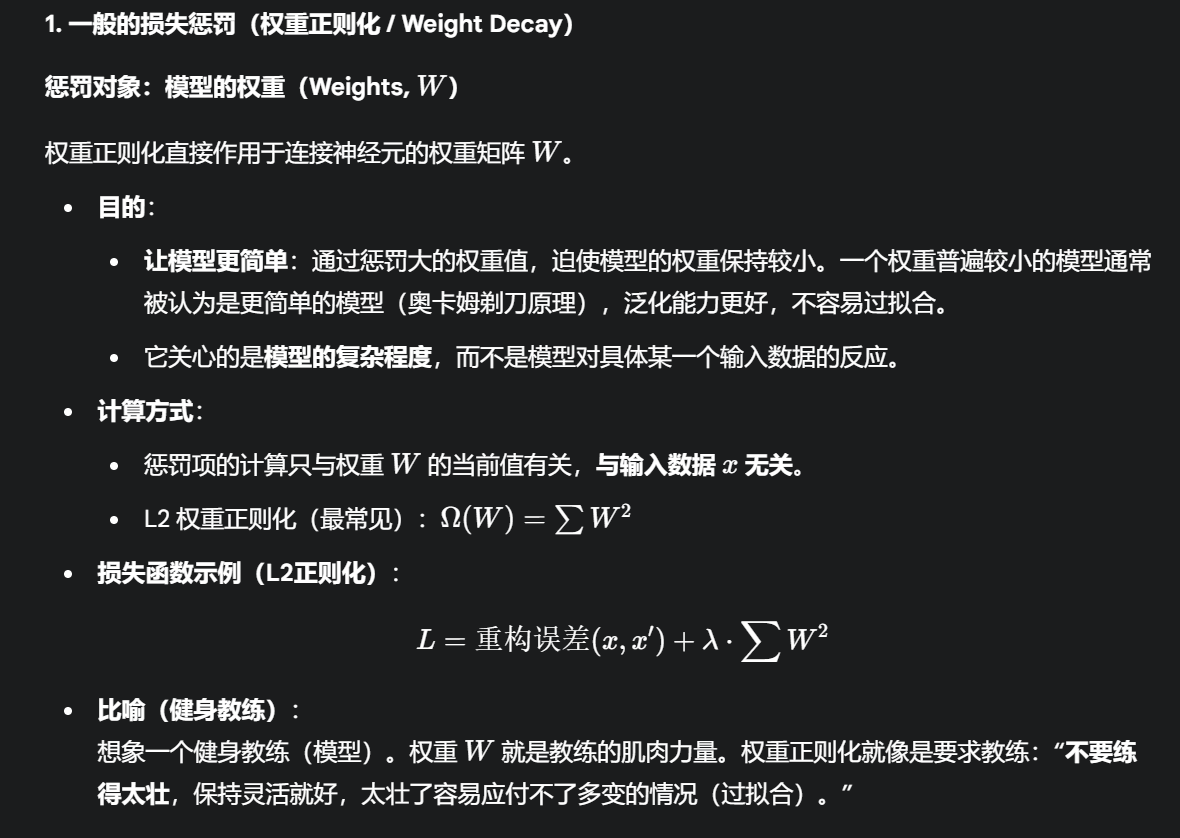 1. 一般的损失惩罚（权重正则化 / Weight Decay）
惩罚对象：模型的权重（Weights, W）
权重正则化直接作用于连接神经元的权重矩阵 W。
• 目的：
• 让模型更简单：通过惩罚大的权重值，迫使模型的权重保持较小。一个权重普遍较小的模型通常
被认为是更简单的模型（奥卡姆剃刀原理），泛化能力更好，不容易过拟合。
• 它关心的是模型的复杂程度，而不是模型对具体某一个输入数据的反应。
• 计算方式：
• 惩罚项的计算只与权重 W 的当前值有关，与输入数据 x 无关。
• L2 权重正则化（最常见）：Ω(W) = ∑ W²
• 损失函数示例（L2正则化）：
L = 重构误差(x, x′) + λ · ∑ W²
• 比喻（健身教练）：
想象一个健身教练（模型）。权重 W 就是教练的肌肉力量。权重正则化就像是要求教练：“不要练
得太壮，保持灵活就好，太壮了容易应付不了多变的情况（过拟合）。”